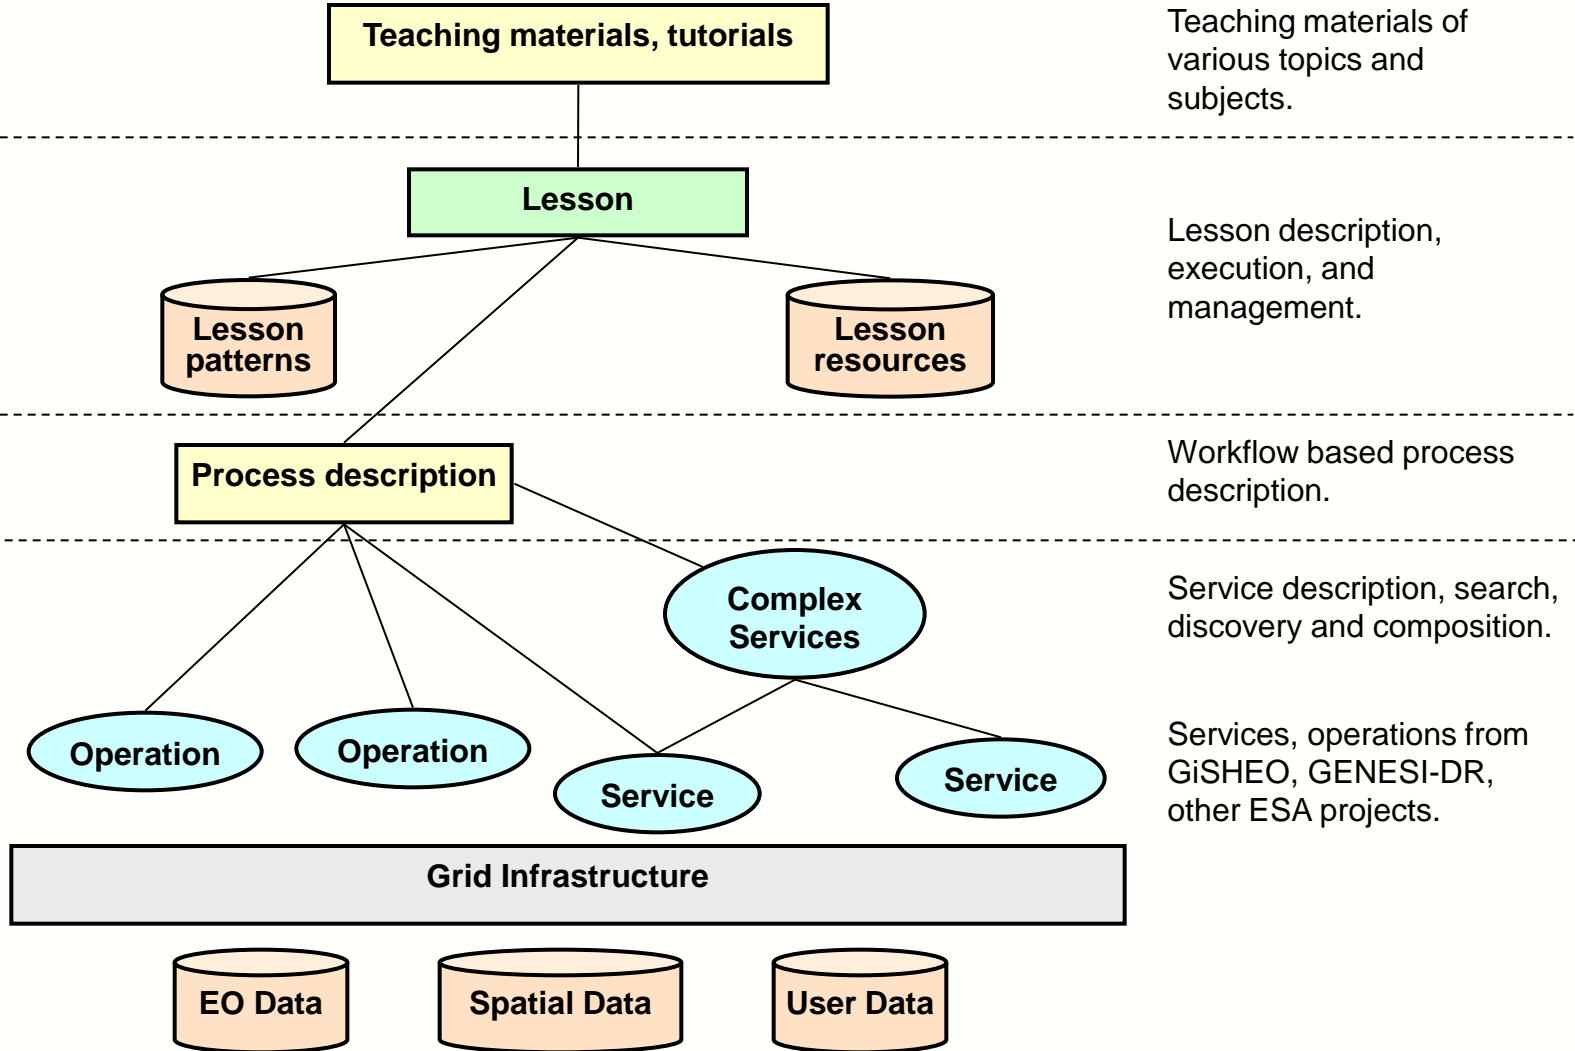 Teaching materials, tutorials
Teaching materials of
various topics and
subjects.
Lesson
Lesson description,
execution, and
management.
Lesson
patterns
Lesson
resources
Process description
Workflow based process
description.
Complex
Services
Service description, search,
discovery and composition.
Operation
Operation
Service
Service
Services, operations from
GiSHEO, GENESI-DR,
other ESA projects.
Grid Infrastructure
EO Data
Spatial Data
User Data